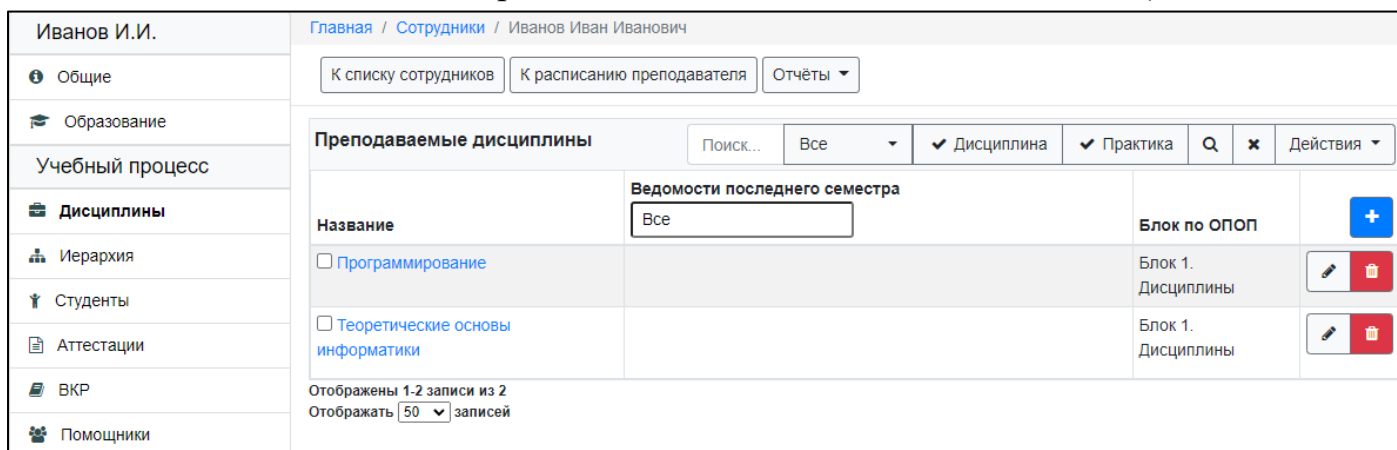 Иванов И.И.
Общие
Образование
Учебный процесс
Дисциплины
Иерархия
Студенты
Аттестации
ВКР
Помощники
Главная / Сотрудники / Иванов Иван Иванович
К списку сотрудников К расписанию преподавателя Отчёты
Преподаваемые дисциплины Поиск... Все Дисциплина Практика Действия
Название Ведомости последнего семестра Блок по ОПОП
Все
Программирование Блок 1.
Дисциплины
Теоретические основы Блок 1.
информатики Дисциплины
Отображены 1-2 записи из 2
Отображать 50 записей